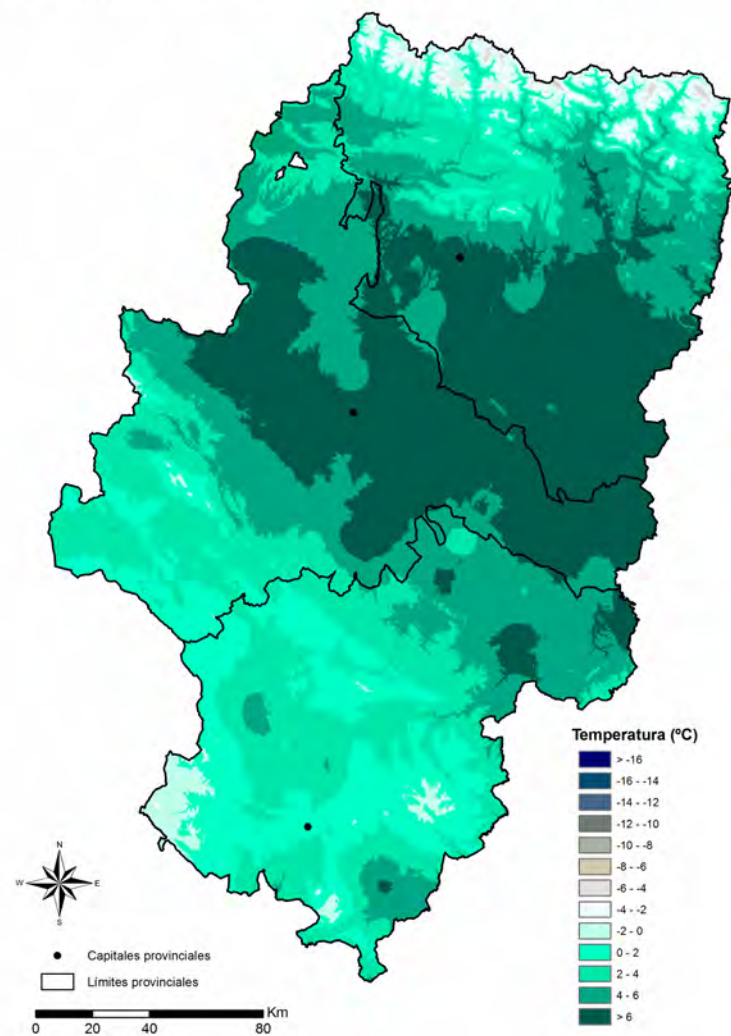 Temperatura (ºC)
> -16
-16 - -14
-14 - -12
-12 - -10
-10 - -8
-8 - -6
-6 - -4
-4 - -2
-2 - 0
0 - 2
2 - 4
4 - 6
> 6
N
W E
S
Capitales provinciales
Límites provinciales
Km
0 20 40 80